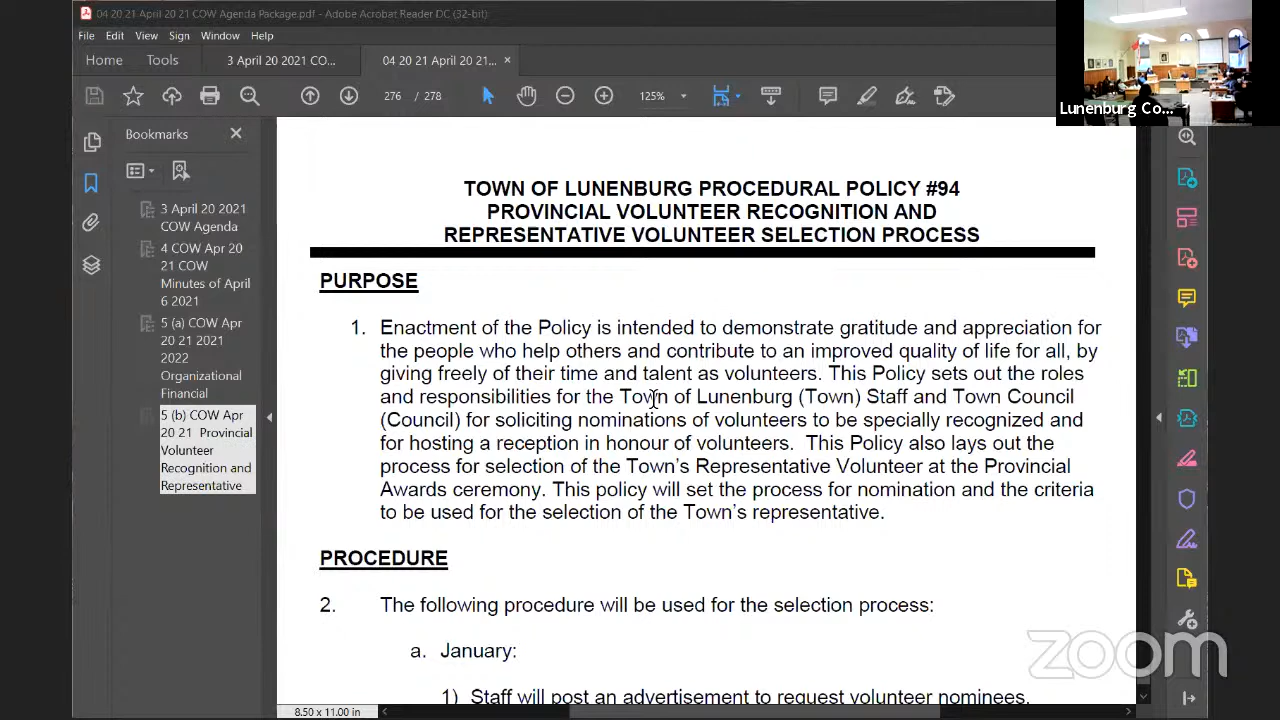 04 20 21 April 20 21 COW Agenda Package.pdf - Adobe Acrobat Reader DC (32-bit)
File Edit View Sign Window Help
Home Tools 3 April 20 2021 CO... 04 20 21 April 20 21... ×
276 / 278 125%
Lunenburg Co...
Bookmarks
3 April 20 2021
COW Agenda
4 COW Apr 20
21 COW
Minutes of April
6 2021
5 (a) COW Apr
20 21 2021
2022
Organizational
Financial
5 (b) COW Apr
20 21 Provincial
Volunteer
Recognition and
Representative
TOWN OF LUNENBURG PROCEDURAL POLICY #94
PROVINCIAL VOLUNTEER RECOGNITION AND
REPRESENTATIVE VOLUNTEER SELECTION PROCESS
PURPOSE
1. Enactment of the Policy is intended to demonstrate gratitude and appreciation for
the people who help others and contribute to an improved quality of life for all, by
giving freely of their time and talent as volunteers. This Policy sets out the roles
and responsibilities for the Town of Lunenburg (Town) Staff and Town Council
(Council) for soliciting nominations of volunteers to be specially recognized and
for hosting a reception in honour of volunteers. This Policy also lays out the
process for selection of the Town's Representative Volunteer at the Provincial
Awards ceremony. This policy will set the process for nomination and the criteria
to be used for the selection of the Town's representative.
PROCEDURE
2. The following procedure will be used for the selection process:
a. January:
1) Staff will post an advertisement to request volunteer nominees.
zoom
8.50 x 11.00 in